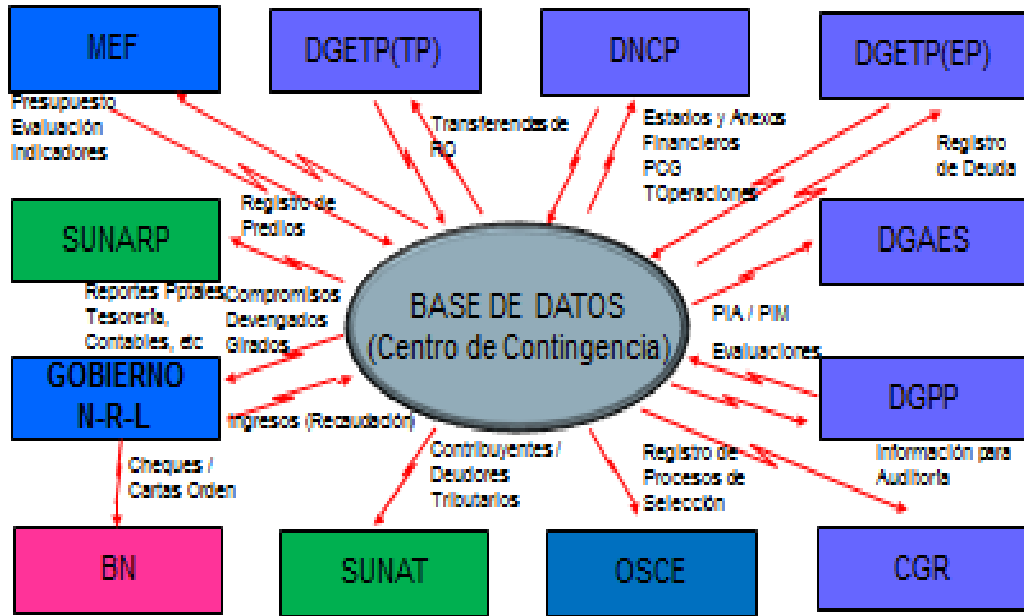 MEF
DGETP(TP)
DNCP
DGETP(EP)
Presupuesto
Evaluación
Indicadores
Transferencias de
RO
Estados y Anexos
Financieros
PCG
TOperaciones
Registro
de Deuda
Registro de
Predios
SUNARP
DGAES
Reportes Pptales,
Tesorería,
Contables, etc
Compromisos
Devengados
Girados
BASE DE DATOS
(Centro de Contingencia)
PIA / PIM
Evaluaciones
GOBIERNO
N-R-L
DGPP
Ingresos (Recaudación)
Cheques /
Cartas Orden
Contribuyentes /
Deudores
Tributarios
Registro de
Procesos de
Selección
Información para
Auditoría
BN
SUNAT
OSCE
CGR